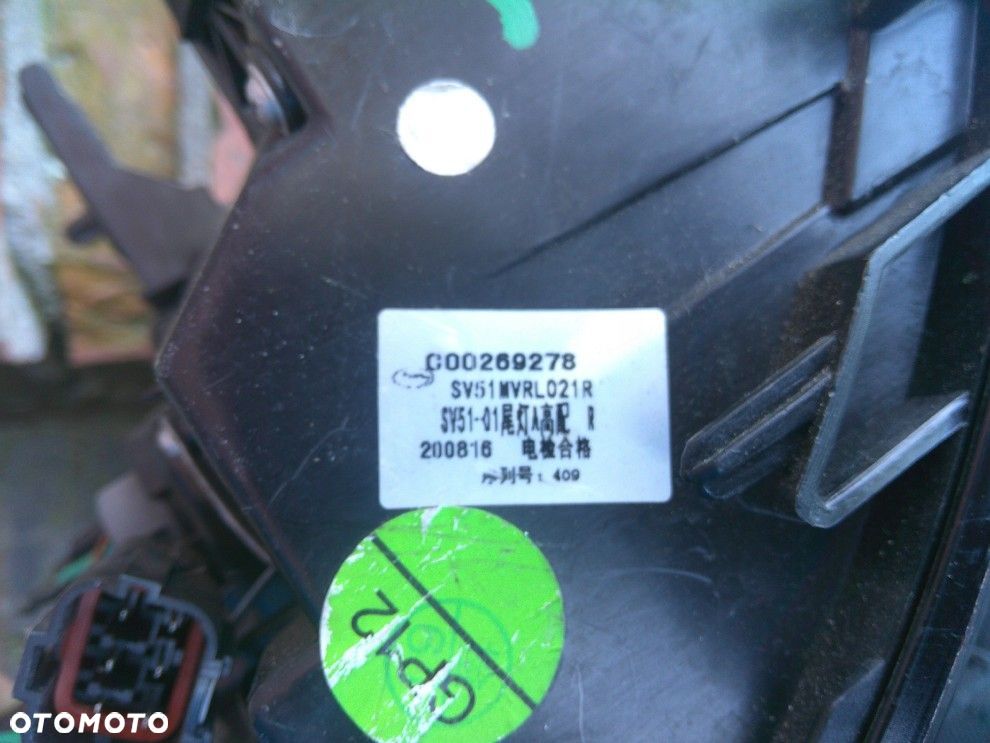 C00269278
SV51MVRL021R
SV51-01尾灯A高配 R
200816 电检合格
序列号: 409
GP12
OTOMOTO